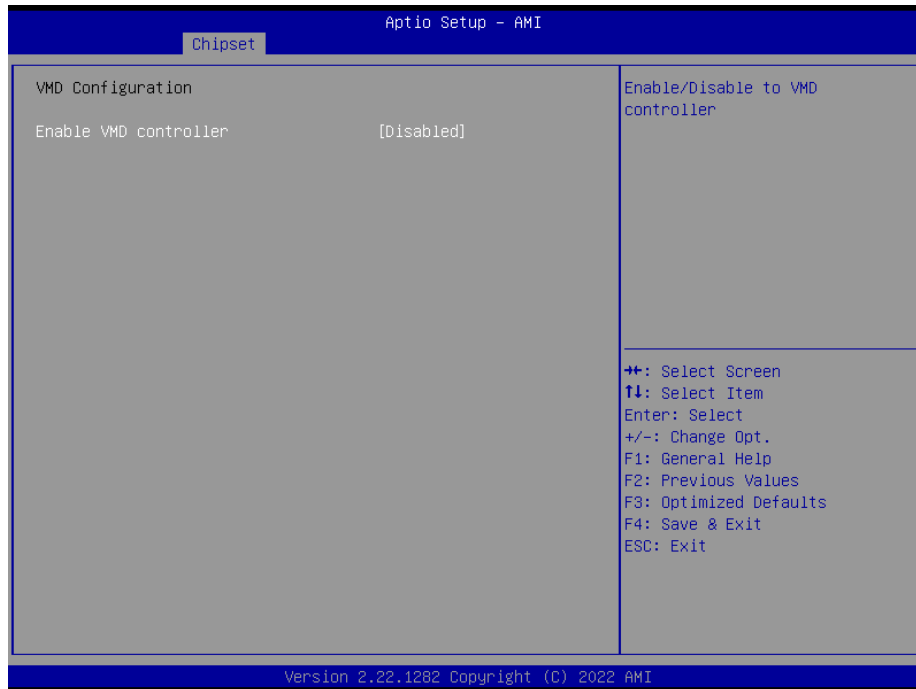 Aptio Setup – AMI
Chipset
VMD Configuration
Enable VMD controller [Disabled]
Enable/Disable to VMD
controller
→←: Select Screen
↑↓: Select Item
Enter: Select
+/-: Change Opt.
F1: General Help
F2: Previous Values
F3: Optimized Defaults
F4: Save & Exit
ESC: Exit
Version 2.22.1282 Copyright (C) 2022 AMI